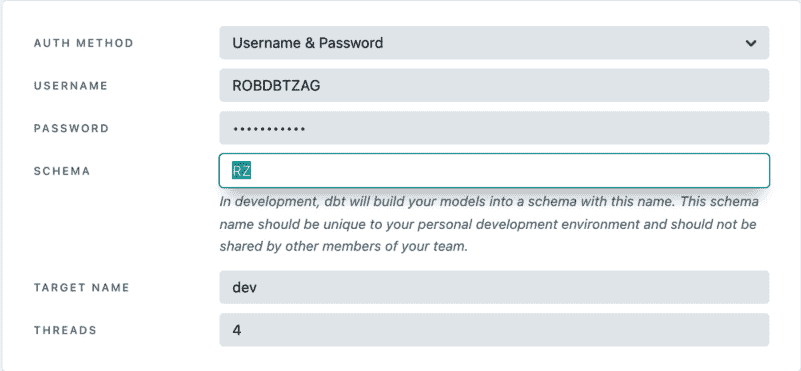 AUTH METHOD Username & Password
USERNAME ROBDBTZAG
PASSWORD •••••••••••
SCHEMA RZ
In development, dbt will build your models into a schema with this name. This schema
name should be unique to your personal development environment and should not be
shared by other members of your team.
TARGET NAME dev
THREADS 4